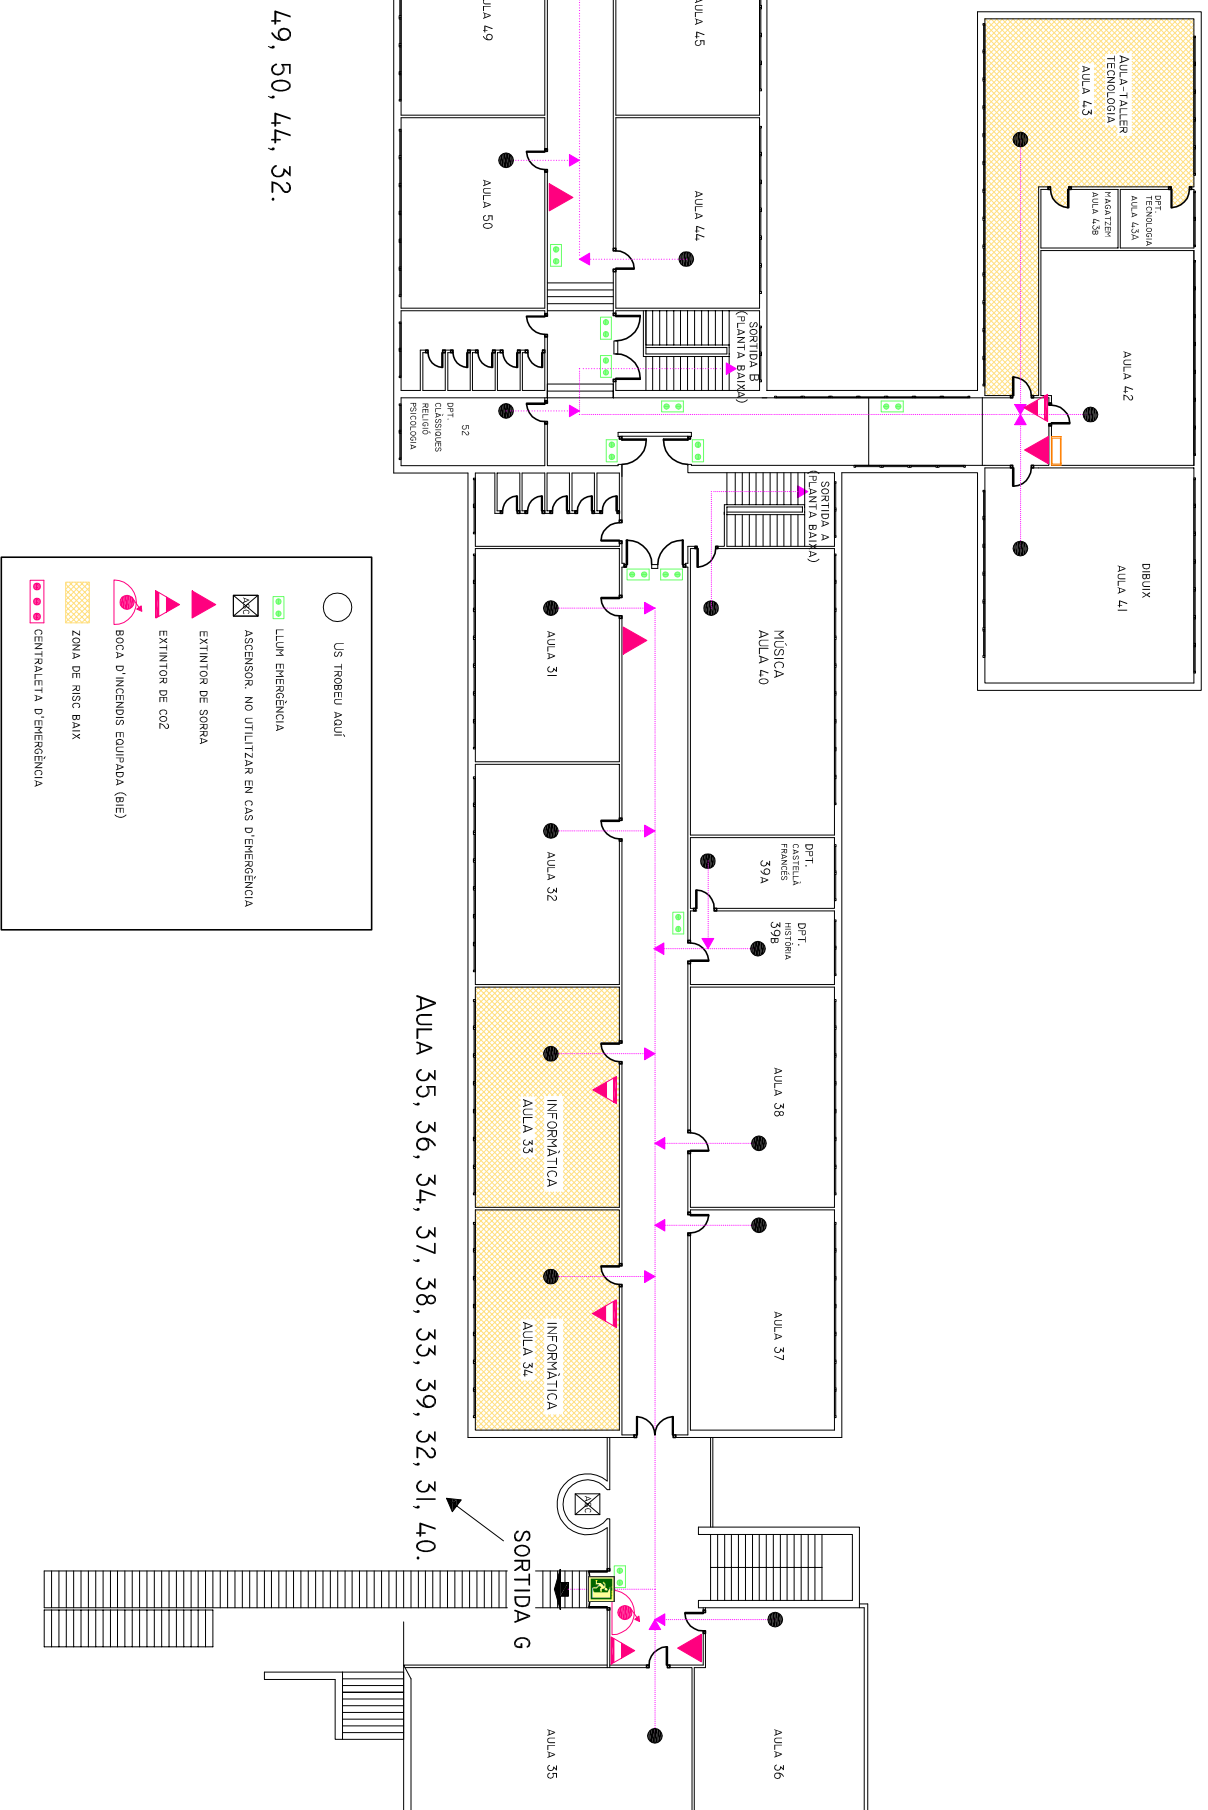 AULA-TALLER
TECNOLOGIA
AULA 43
DPT.
TECNOLOGIA
AULA 43A
MAGATZEM
AULA 43B
AULA 42
DIBUIX
AULA 41
AULA 45
AULA 49
AULA 44
AULA 50
SORTIDA B
(PLANTA BAIXA)
52
DPT.
CLÀSSIQUES
RELIGIÓ
PSICOLOGIA
SORTIDA A
(PLANTA BAIXA)
MÚSICA
AULA 40
AULA 31
AULA 32
DPT.
CASTELLÀ
FRANCÉS
39A
DPT.
HISTÒRIA
39B
AULA 38
INFORMÀTICA
AULA 33
AULA 37
INFORMÀTICA
AULA 34
ASC
AULA 36
AULA 35
SORTIDA G
AULA 35, 36, 34, 37, 38, 33, 39, 32, 31, 40.
49, 50, 44, 32.
US TROBEU AQUÍ
LLUM EMERGÈNCIA
ASC
ASCENSOR. NO UTILITZAR EN CAS D'EMERGÈNCIA
EXTINTOR DE SORRA
EXTINTOR DE CO2
BOCA D'INCENDIS EQUIPADA (BIE)
ZONA DE RISC BAIX
CENTRALETA D'EMERGÈNCIA